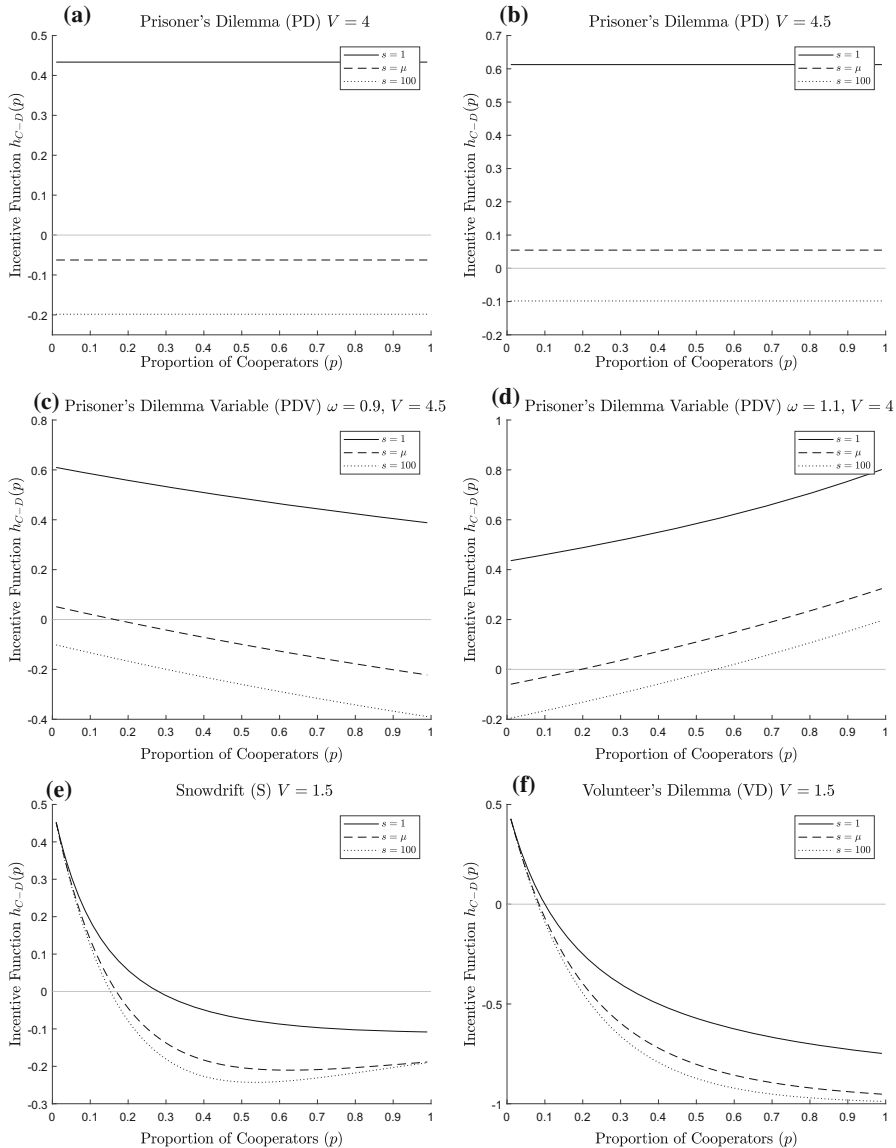 (a) Prisoner's Dilemma (PD) V = 4
0.5
0.4
0.3
0.2
0.1
0
-0.1
-0.2
Incentive Function h_{C−D}(p)
s = 1
s = μ
s = 100
0 0.1 0.2 0.3 0.4 0.5 0.6 0.7 0.8 0.9 1
Proportion of Cooperators (p)
(b) Prisoner's Dilemma (PD) V = 4.5
0.7
0.6
0.5
0.4
0.3
0.2
0.1
0
-0.1
-0.2
Incentive Function h_{C−D}(p)
s = 1
s = μ
s = 100
0 0.1 0.2 0.3 0.4 0.5 0.6 0.7 0.8 0.9 1
Proportion of Cooperators (p)
(c) Prisoner's Dilemma Variable (PDV) ω = 0.9, V = 4.5
0.8
0.6
0.4
0.2
0
-0.2
-0.4
Incentive Function h_{C−D}(p)
s = 1
s = μ
s = 100
0 0.1 0.2 0.3 0.4 0.5 0.6 0.7 0.8 0.9 1
Proportion of Cooperators (p)
(d) Prisoner's Dilemma Variable (PDV) ω = 1.1, V = 4
1
0.8
0.6
0.4
0.2
0
-0.2
Incentive Function h_{C−D}(p)
s = 1
s = μ
s = 100
0 0.1 0.2 0.3 0.4 0.5 0.6 0.7 0.8 0.9 1
Proportion of Cooperators (p)
(e) Snowdrift (S) V = 1.5
0.5
0.4
0.3
0.2
0.1
0
-0.1
-0.2
-0.3
Incentive Function h_{C−D}(p)
s = 1
s = μ
s = 100
0 0.1 0.2 0.3 0.4 0.5 0.6 0.7 0.8 0.9 1
Proportion of Cooperators (p)
(f) Volunteer's Dilemma (VD) V = 1.5
0.5
0
-0.5
-1
Incentive Function h_{C−D}(p)
s = 1
s = μ
s = 100
0 0.1 0.2 0.3 0.4 0.5 0.6 0.7 0.8 0.9 1
Proportion of Cooperators (p)